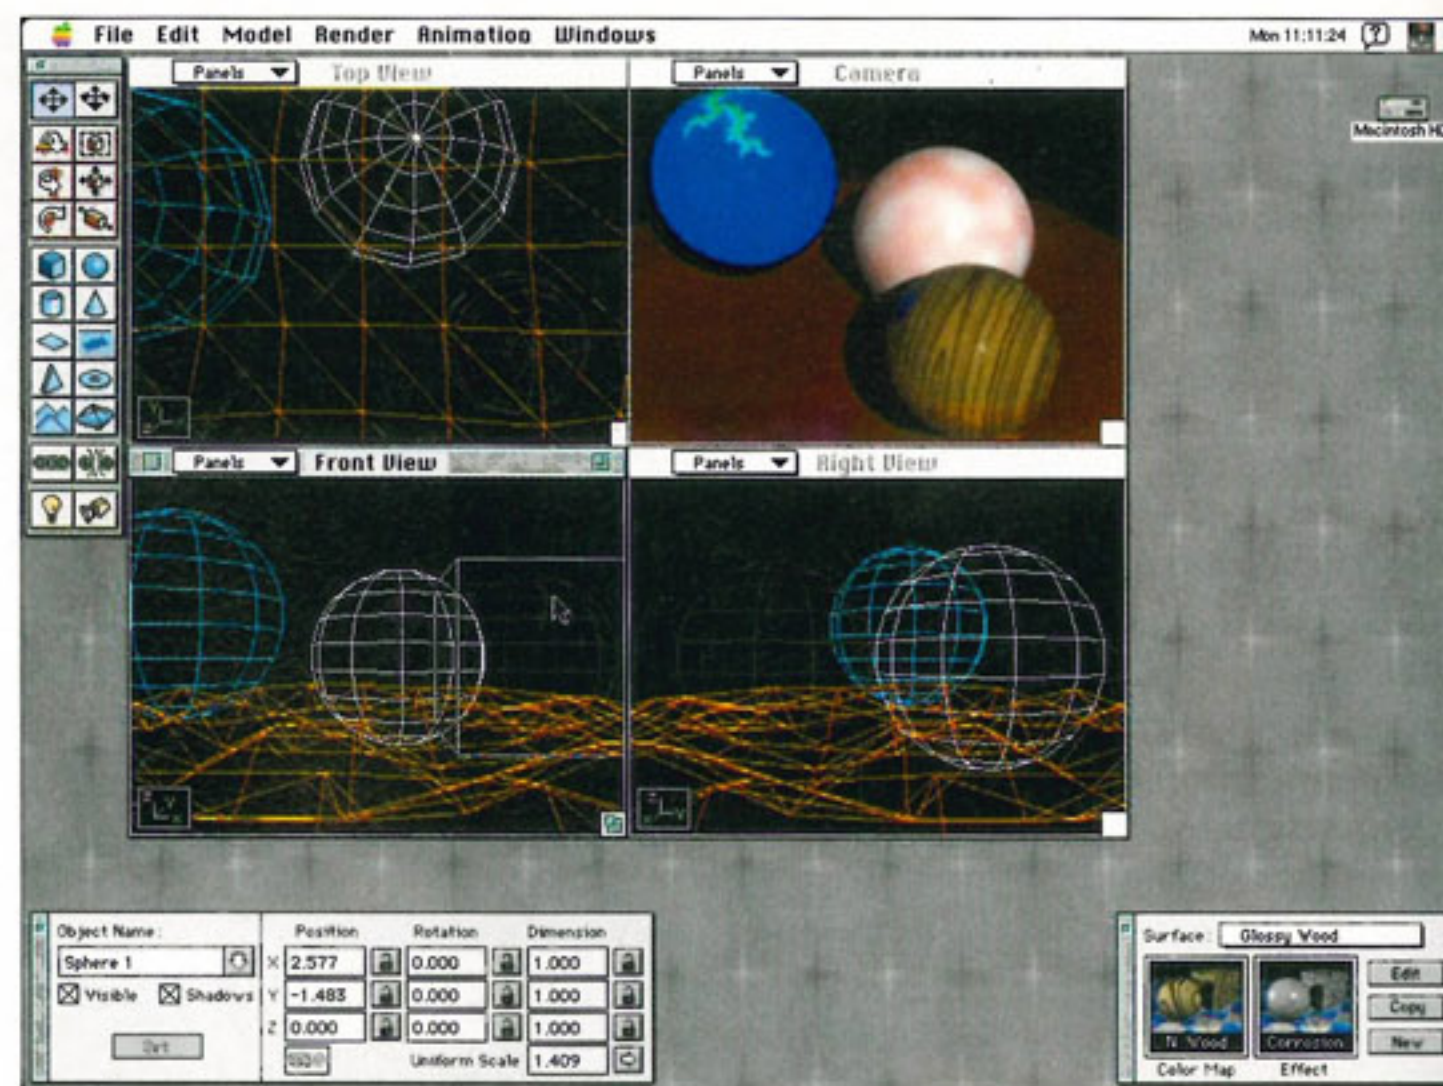 File Edit Model Render Animation Windows
Mon 11:11:24
Macintosh
Panels Top View
Panels Camera
Panels Front View
Panels Right View
Object Name:
Sphere 1
Visible Shadows
Set
Position Rotation Dimension
X 2.577 0.000 1.000
Y -1.483 0.000 1.000
Z 0.000 0.000 1.000
Uniform Scale 1.409
Surface: Glossy Wood
N Wood Corrosion
Color Map Effect
Edit
Copy
New